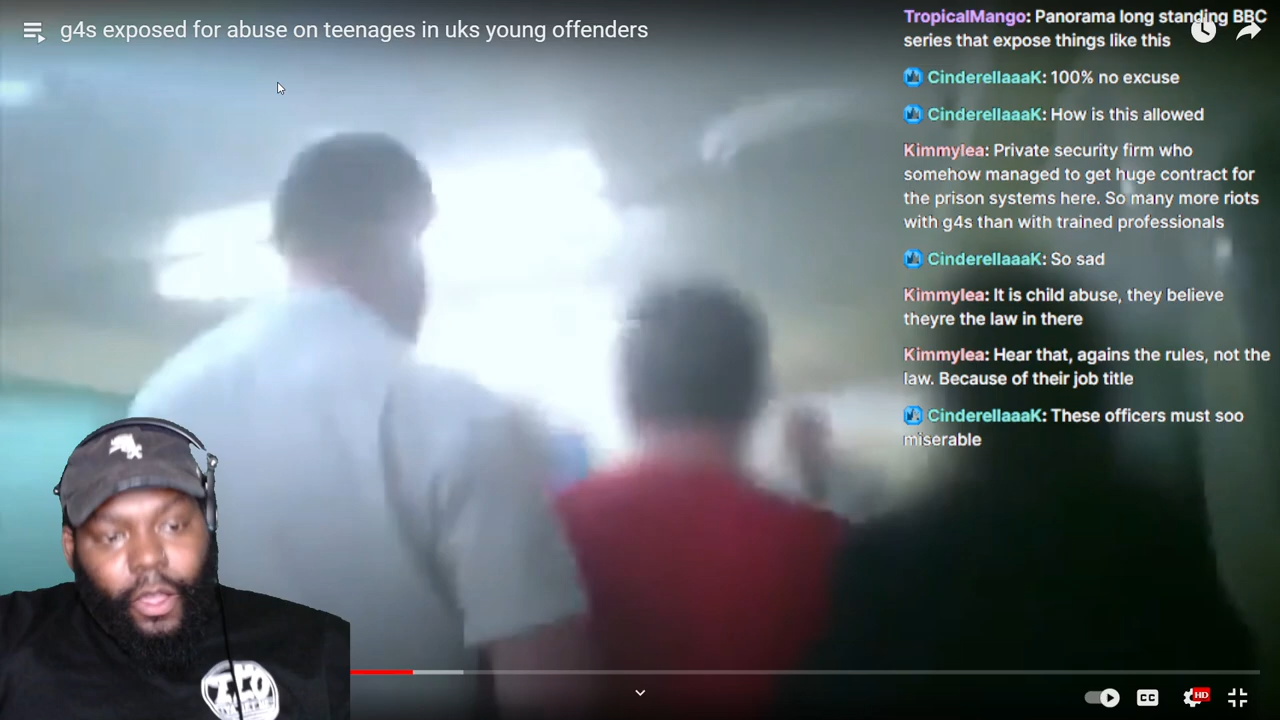 g4s exposed for abuse on teenages in uks young offenders
TropicalMango: Panorama long standing BBC
series that expose things like this
CinderellaaaK: 100% no excuse
CinderellaaaK: How is this allowed
Kimmylea: Private security firm who
somehow managed to get huge contract for
the prison systems here. So many more riots
with g4s than with trained professionals
CinderellaaaK: So sad
Kimmylea: It is child abuse, they believe
theyre the law in there
Kimmylea: Hear that, agains the rules, not the
law. Because of their job title
CinderellaaaK: These officers must soo
miserable
CC
HD